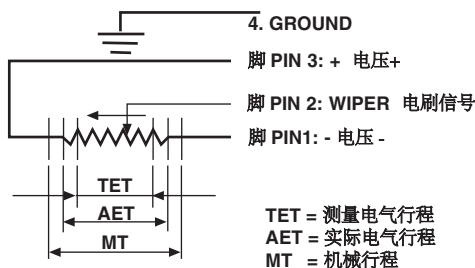 4. GROUND
脚 PIN 3: + 电压+
脚 PIN 2: WIPER 电刷信号
脚 PIN1: - 电压 -
TET
AET
MT
TET = 测量电气行程
AET = 实际电气行程
MT = 机械行程